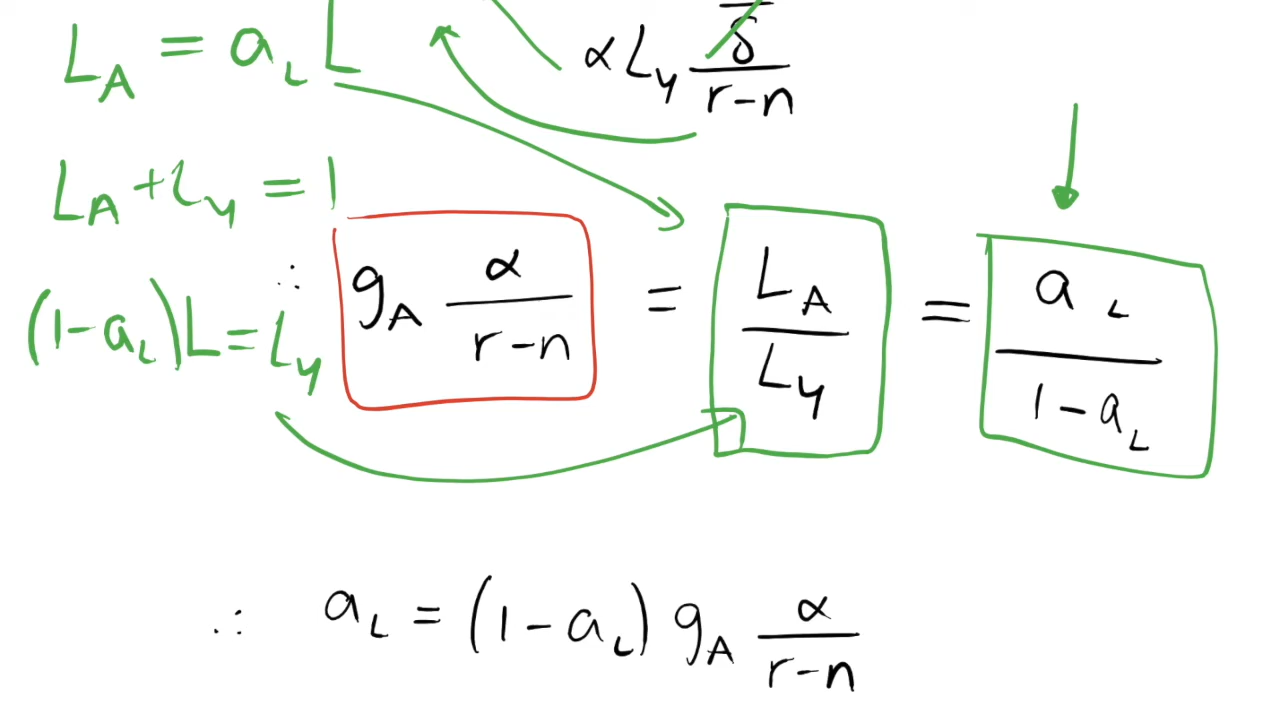 L_A = a_L L
α L_y δ̄ / (r-n)
L_A + L_y = 1
∴ g_A α / (r-n) = L_A / L_y = a_L / (1-a_L)
(1-a_L)L = L_y
∴ a_L = (1-a_L) g_A α / (r-n)